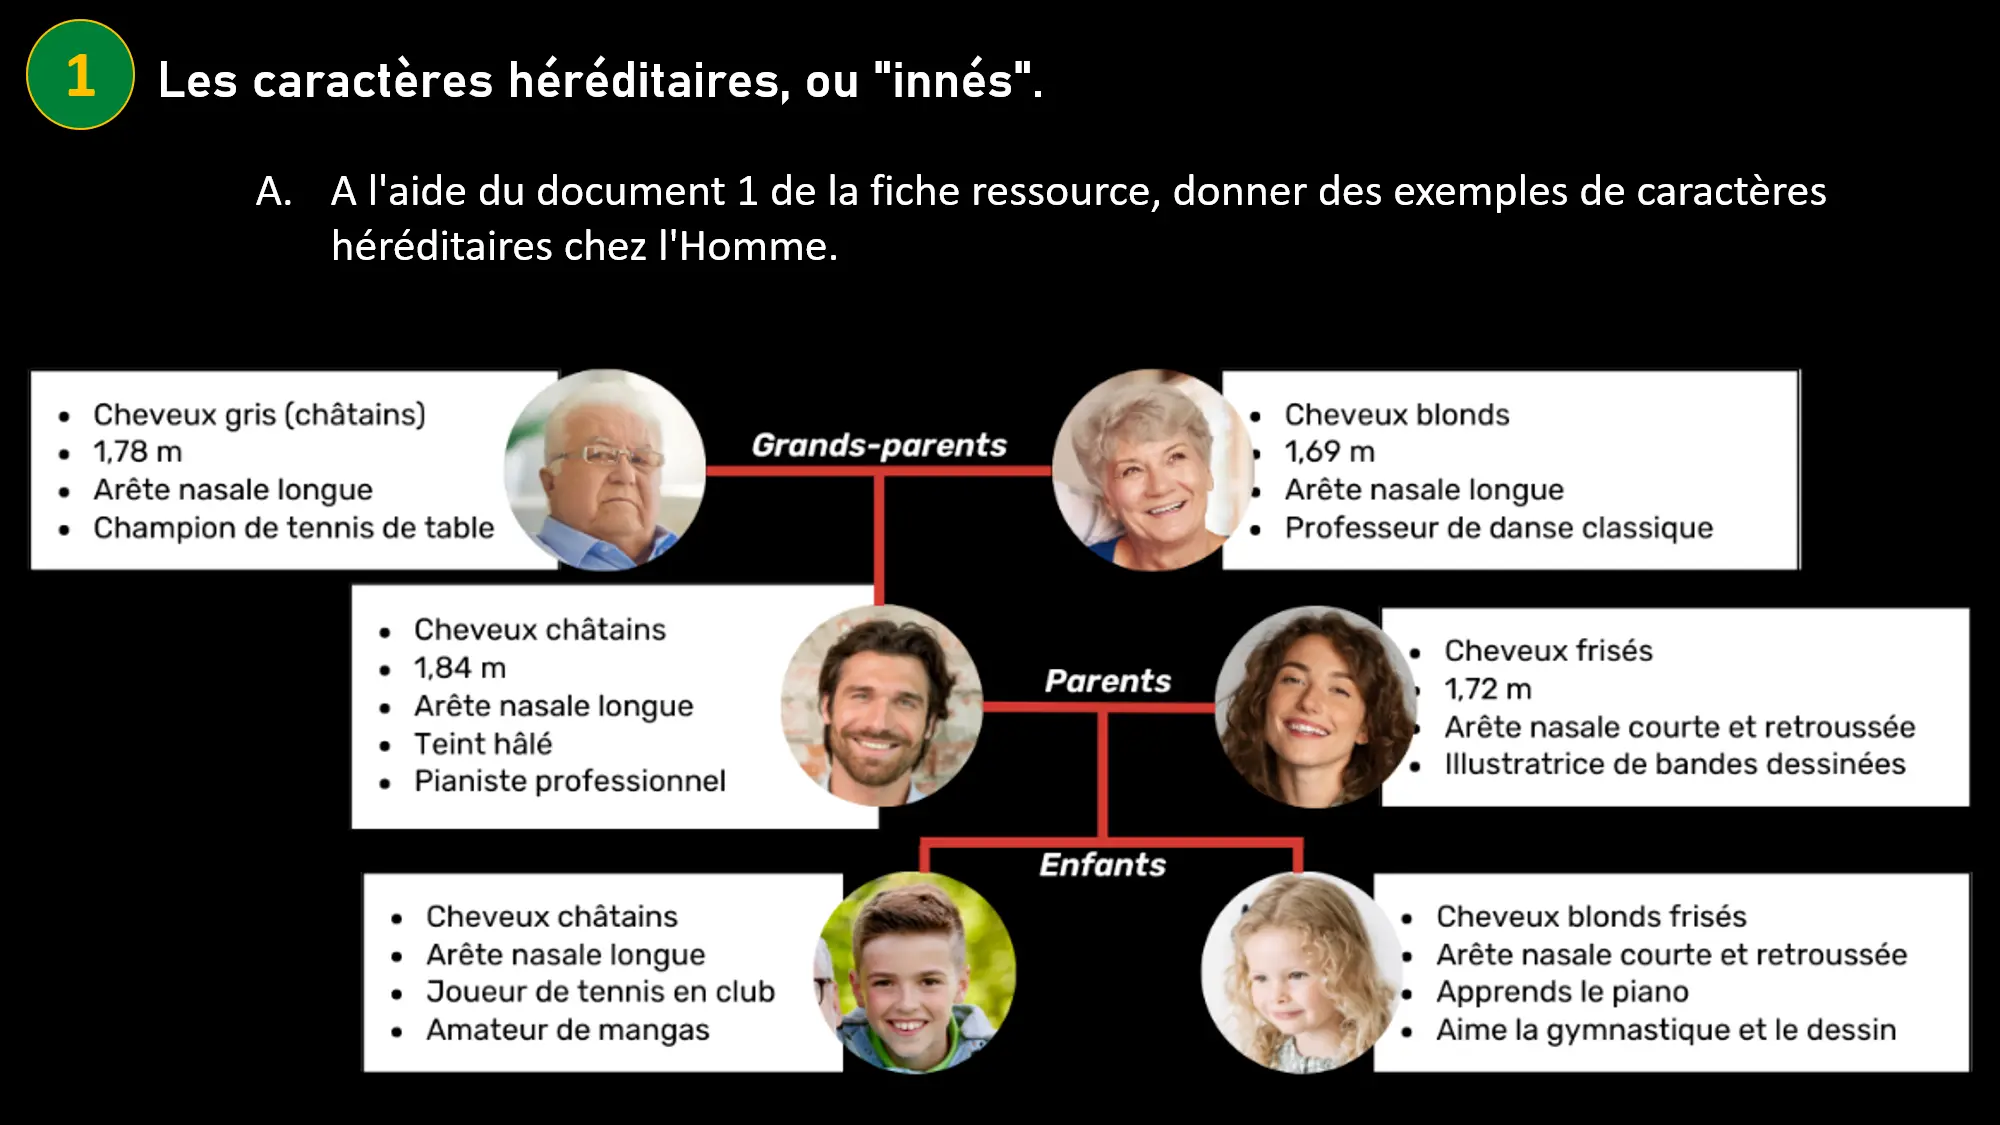 1
Les caractères héréditaires, ou "innés".
A. A l'aide du document 1 de la fiche ressource, donner des exemples de caractères
héréditaires chez l'Homme.
• Cheveux gris (châtains)
• 1,78 m
• Arête nasale longue
• Champion de tennis de table
Grands-parents
• Cheveux blonds
• 1,69 m
• Arête nasale longue
• Professeur de danse classique
• Cheveux châtains
• 1,84 m
• Arête nasale longue
• Teint hâlé
• Pianiste professionnel
Parents
• Cheveux frisés
• 1,72 m
• Arête nasale courte et retroussée
• Illustratrice de bandes dessinées
Enfants
• Cheveux châtains
• Arête nasale longue
• Joueur de tennis en club
• Amateur de mangas
• Cheveux blonds frisés
• Arête nasale courte et retroussée
• Apprends le piano
• Aime la gymnastique et le dessin